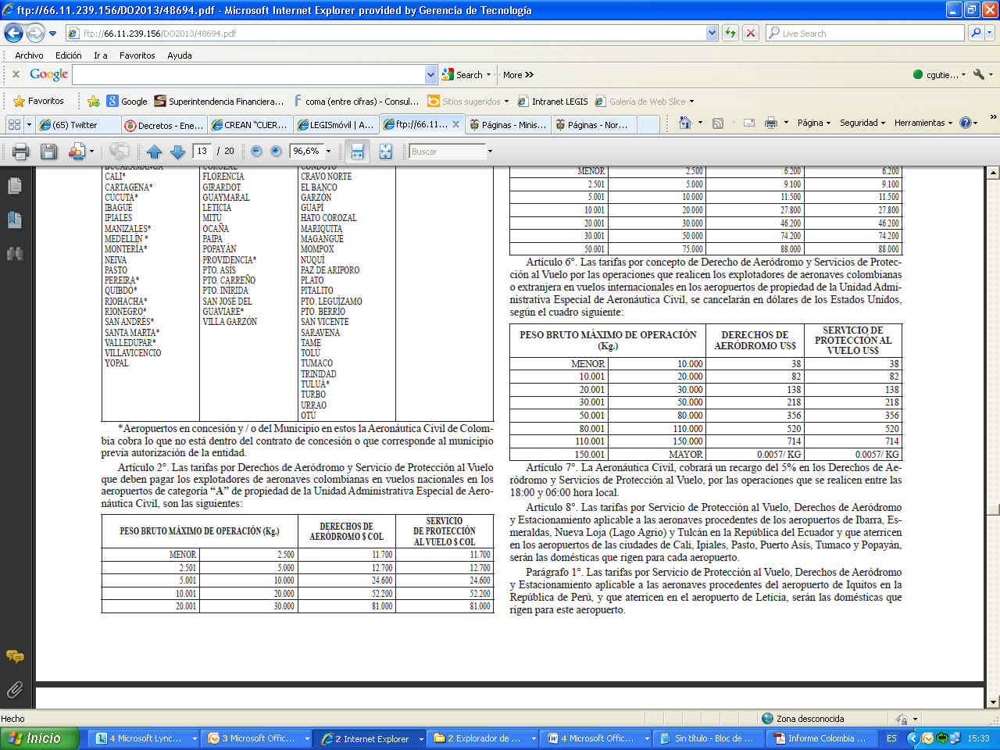 ftp://66.11.239.156/DO2013/48694.pdf - Microsoft Internet Explorer provided by Gerencia de Tecnología
ftp://66.11.239.156/DO2013/48694.pdf
Live Search
Archivo Edición Ir a Favoritos Ayuda
x Google Search More cgutie...
Favoritos Google Superintendencia Financiera... coma (entre cifras) - Consul... Sitios sugeridos Intranet LEGIS Galería de Web Slice
(65) Twitter Decretos - Ene... CREAN "CUER... LEGISmóvil | A... ftp://66.11... Páginas - Minis... Páginas - Nor... Página Seguridad Herramientas
13 / 20 96,6% Buscar
BUCARAMANGA COROZAL CONDOTO
CALI* FLORENCIA CRAVO NORTE
CARTAGENA* GIRARDOT EL BANCO
CÚCUTA* GUAYMARAL GARZÓN
IBAGUÉ LETICIA GUAPÍ
IPIALES MITÚ HATO COROZAL
MANIZALES* OCAÑA MARIQUITA
MEDELLÍN * PAIPA MAGANGUÉ
MONTERÍA* POPAYÁN MOMPOX
NEIVA PROVIDENCIA* NUQUÍ
PASTO PTO. ASÍS PAZ DE ARIPORO
PEREIRA* PTO. CARREÑO PLATO
QUIBDÓ* PTO. INÍRIDA PITALITO
RIOHACHA* SAN JOSÉ DEL PTO. LEGUÍZAMO
RIONEGRO* GUAVIARE* PTO. BERRÍO
SAN ANDRÉS* VILLA GARZÓN SAN VICENTE
SANTA MARTA* SARAVENA
VALLEDUPAR* TAME
VILLAVICENCIO TOLÚ
YOPAL TUMACO
TRINIDAD
TULUÁ*
TURBO
URRAO
OTÚ
*Aeropuertos en concesión y / o del Municipio en estos la Aeronáutica Civil de Colom-
bia cobra lo que no está dentro del contrato de concesión o que corresponde al municipio
previa autorización de la entidad.
Artículo 2°. Las tarifas por Derechos de Aeródromo y Servicio de Protección al Vuelo
que deben pagar los explotadores de aeronaves colombianas en vuelos nacionales en los
aeropuertos de categoría “A” de propiedad de la Unidad Administrativa Especial de Aero-
náutica Civil, son las siguientes:
PESO BRUTO MÁXIMO DE OPERACIÓN (Kg.) DERECHOS DE AERÓDROMO $ COL SERVICIO DE PROTECCIÓN AL VUELO $ COL
MENOR 2.500 11.700 11.700
2.501 5.000 12.700 12.700
5.001 10.000 24.600 24.600
10.001 20.000 52.200 52.200
20.001 30.000 81.000 81.000
MENOR 2.500 6.200 6.200
2.501 5.000 9.100 9.100
5.001 10.000 11.500 11.500
10.001 20.000 27.800 27.800
20.001 30.000 46.200 46.200
30.001 50.000 74.200 74.200
50.001 75.000 88.000 88.000
Artículo 6°. Las tarifas por concepto de Derecho de Aeródromo y Servicios de Protec-
ción al Vuelo por las operaciones que realicen los explotadores de aeronaves colombianas
o extranjera en vuelos internacionales en los aeropuertos de propiedad de la Unidad Admi-
nistrativa Especial de Aeronáutica Civil, se cancelarán en dólares de los Estados Unidos,
según el cuadro siguiente:
PESO BRUTO MÁXIMO DE OPERACIÓN (Kg.) DERECHOS DE AERÓDROMO US$ SERVICIO DE PROTECCIÓN AL VUELO US$
MENOR 10.000 38 38
10.001 20.000 82 82
20.001 30.000 138 138
30.001 50.000 218 218
50.001 80.000 356 356
80.001 110.000 520 520
110.001 150.000 714 714
150.001 MAYOR 0.0057/ KG 0.0057/ KG
Artículo 7°. La Aeronáutica Civil, cobrará un recargo del 5% en los Derechos de Ae-
ródromo y Servicios de Protección al Vuelo, por las operaciones que se realicen entre las
18:00 y 06:00 hora local.
Artículo 8°. Las tarifas por Servicio de Protección al Vuelo, Derechos de Aeródromo
y Estacionamiento aplicable a las aeronaves procedentes de los aeropuertos de Ibarra, Es-
meraldas, Nueva Loja (Lago Agrio) y Tulcán en la República del Ecuador y que aterricen
en los aeropuertos de las ciudades de Cali, Ipiales, Pasto, Puerto Asís, Tumaco y Popayán,
serán las domésticas que rigen para cada aeropuerto.
Parágrafo 1°. Las tarifas por Servicio de Protección al Vuelo, Derechos de Aeródromo
y Estacionamiento aplicable a las aeronaves procedentes del aeropuerto de Iquitos en la
República de Perú, y que aterricen en el aeropuerto de Leticia, serán las domésticas que
rigen para este aeropuerto.
Hecho Zona desconocida
Inicio 4 Microsoft Lync... 3 Microsoft Offic... 2 Internet Explorer 2 Explorador de ... 4 Microsoft Offic... Sin título - Bloc de ... Informe Colombia ... ES 15:33